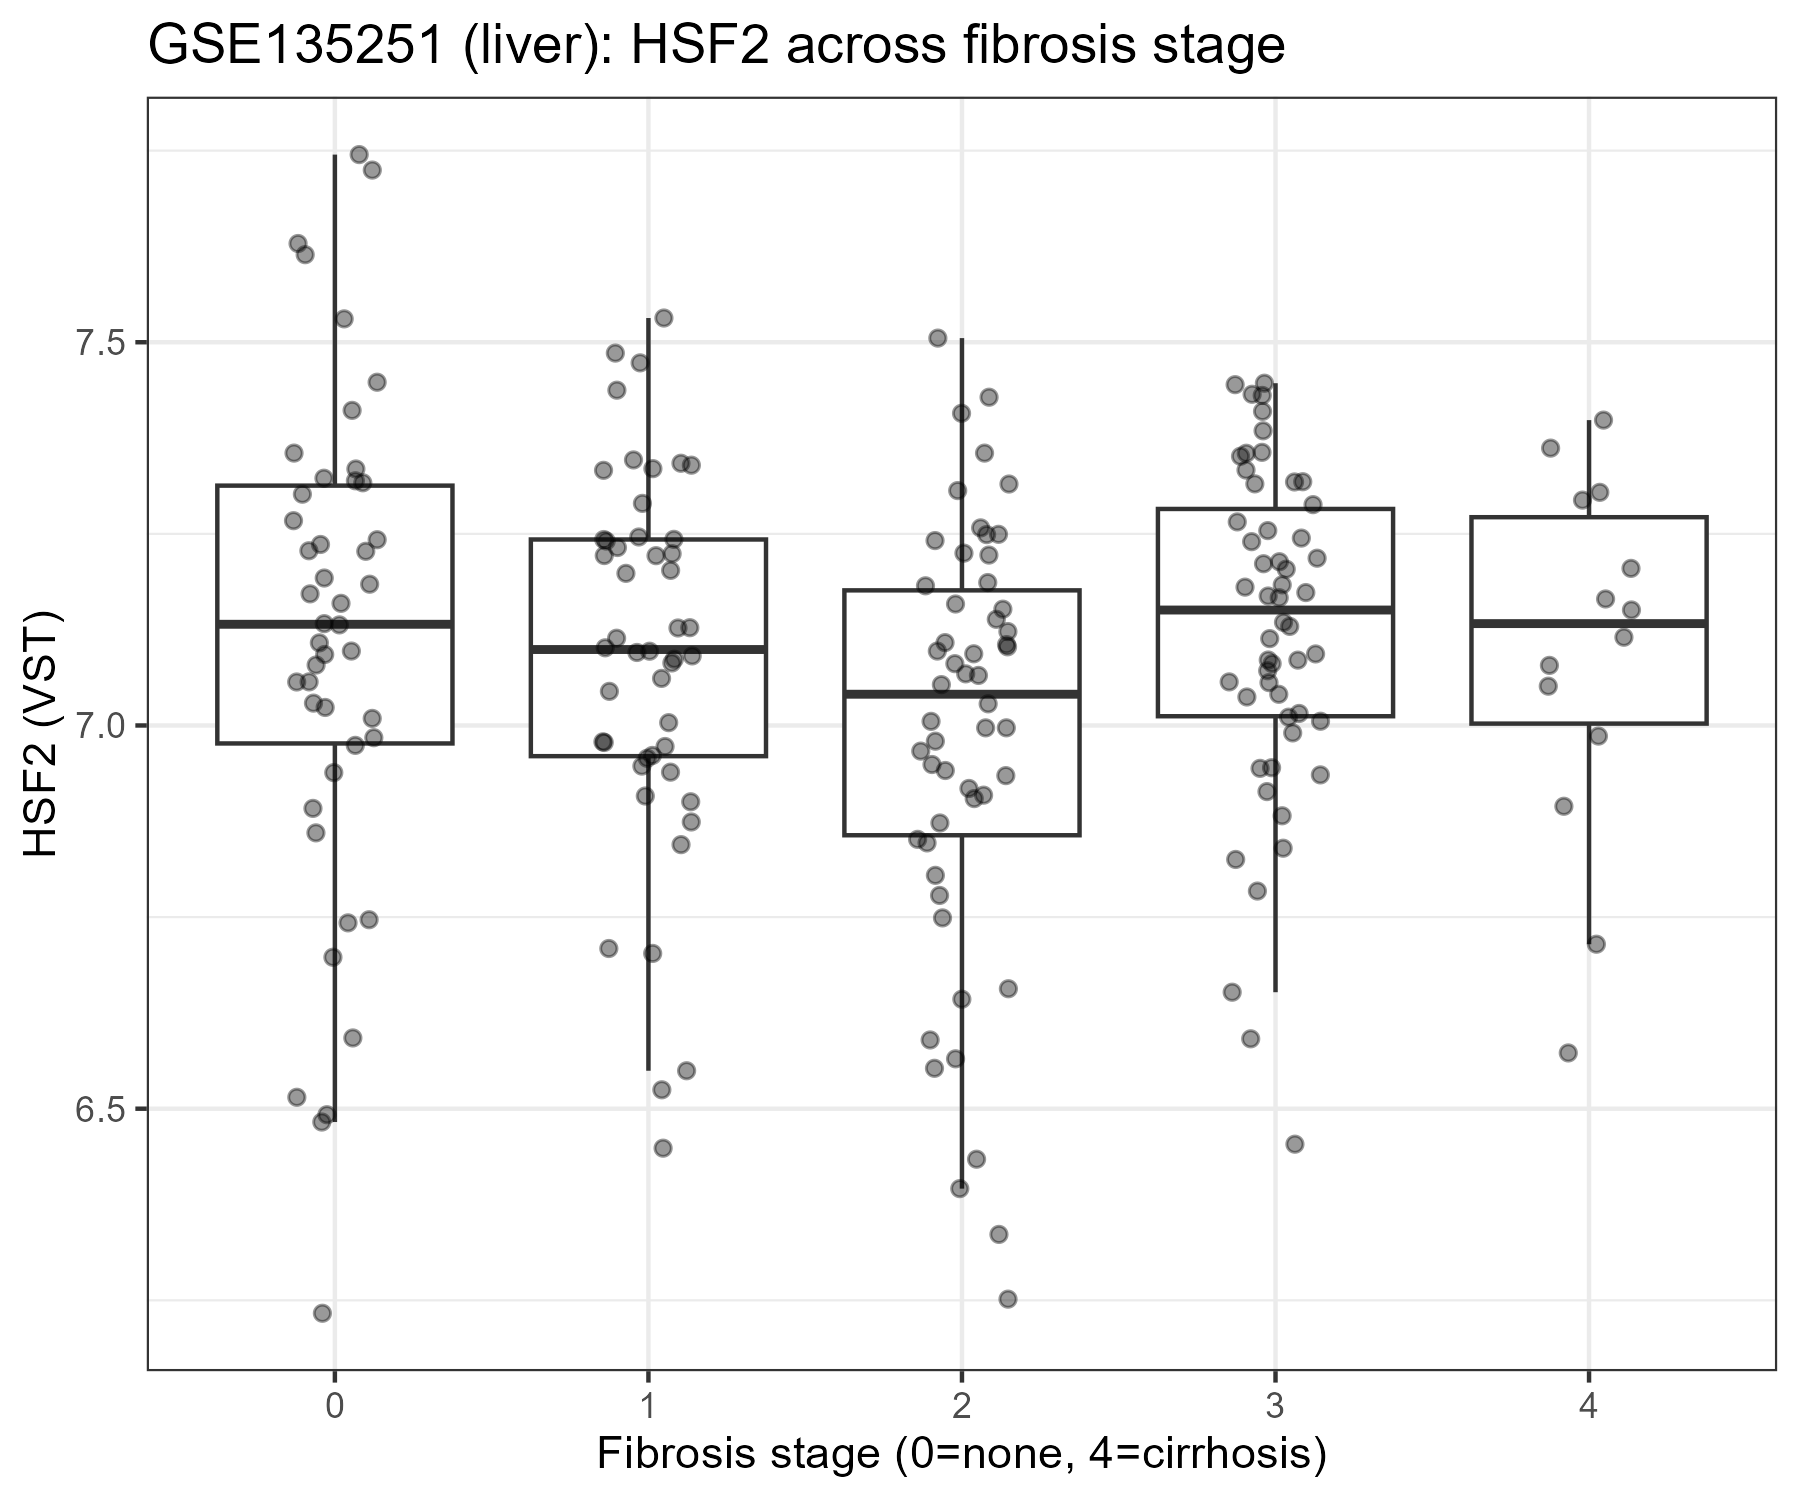 GSE135251 (liver): HSF2 across fibrosis stage
HSF2 (VST)
7.5
7.0
6.5
0 1 2 3 4
Fibrosis stage (0=none, 4=cirrhosis)